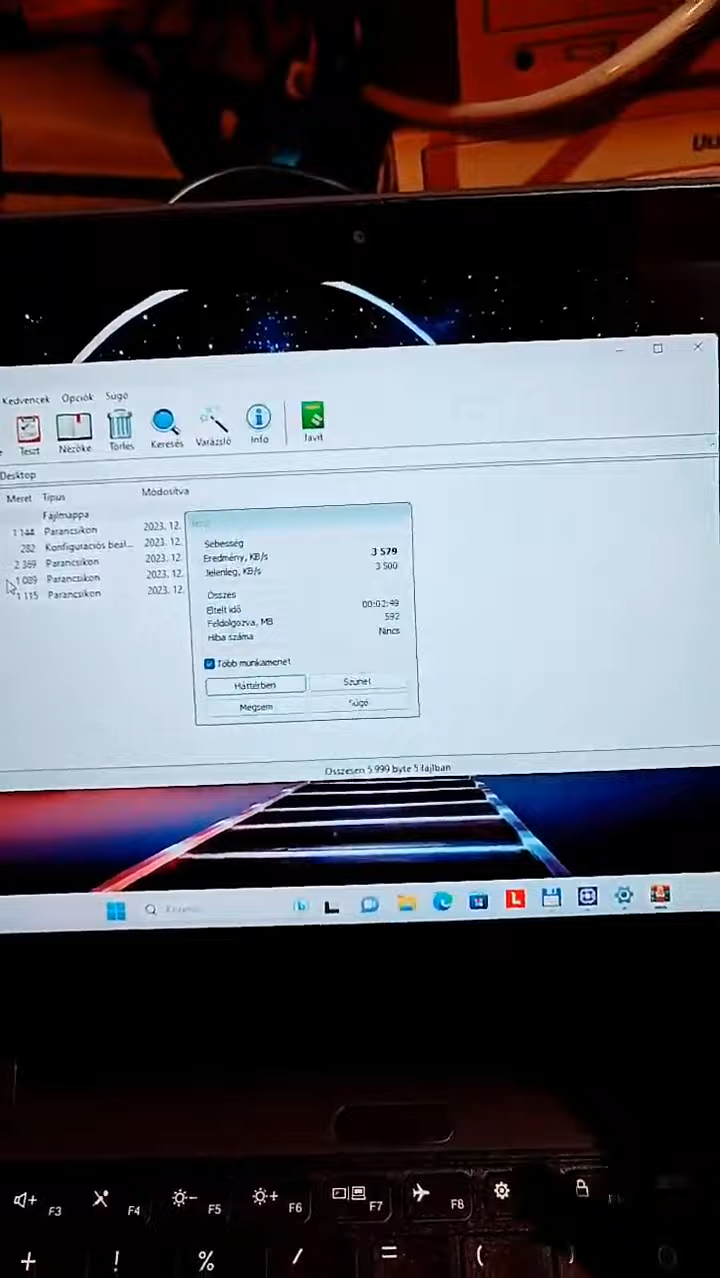 Kedvencek Opciók Súgó
Teszt Nézőke Törlés Keresés Varázsló Info Javít
Desktop
Méret Típus Módosítva
Fájlmappa
1 144 Parancsikon 2023. 12.
282 Konfigurációs beál... 2023. 12.
2 369 Parancsikon 2023. 12.
1 089 Parancsikon 2023. 12.
1 115 Parancsikon 2023. 12.
Sebesség
Eredmény, KB/s 3 579
Jelenleg, KB/s 3 500
Összes
Eltelt idő 00:02:49
Feldolgozva, MB 592
Hiba száma Nincs
Több munkamenet
Háttérben Szünet
Mégsem Súgó
Összesen 5 999 byte 5 fájlban
L
F3 F4 F5 F6 F7 F8
+ ! % / = ( )